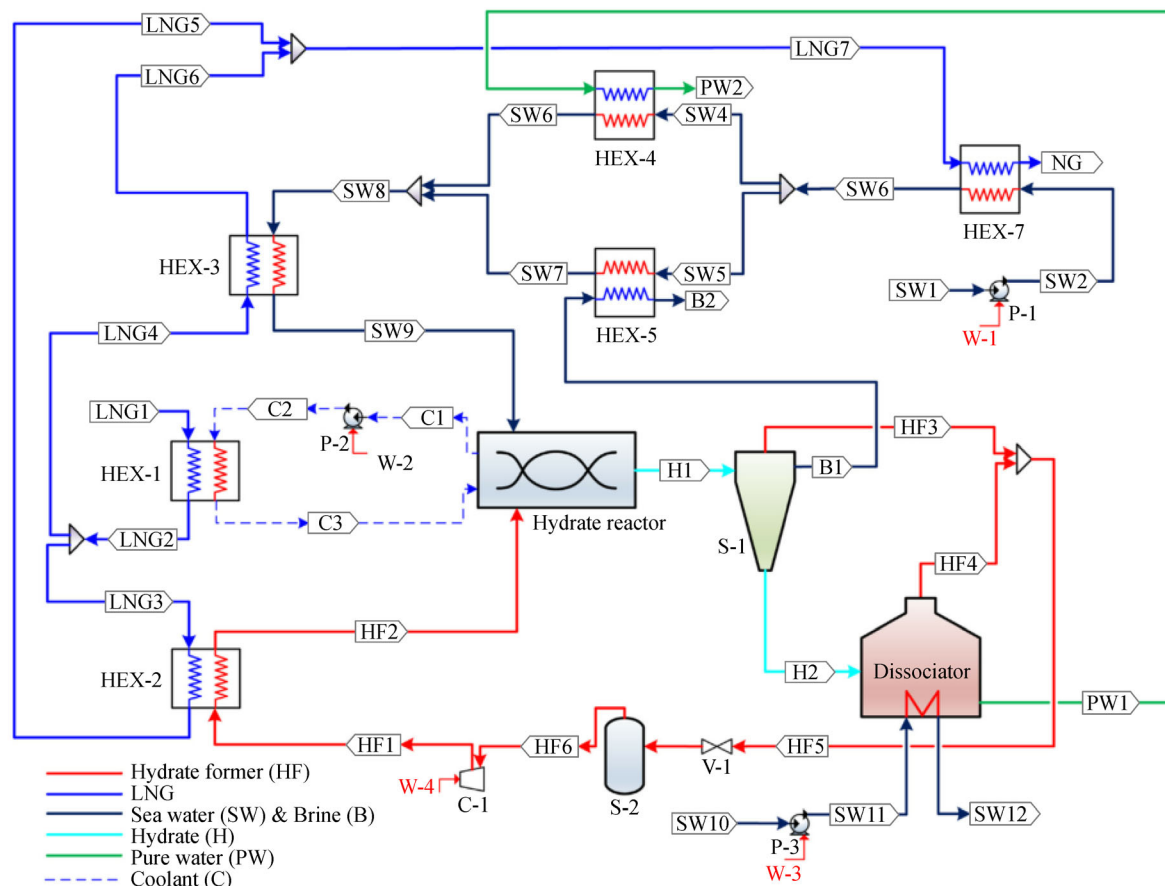 LNG5
LNG7
LNG6
PW2
SW6
SW4
HEX-4
NG
SW8
SW6
HEX-7
HEX-3
SW7
SW5
B2
SW1
SW2
P-1
W-1
HEX-5
LNG4
SW9
LNG1
C2
C1
P-2
W-2
HF3
HEX-1
H1
B1
C3
Hydrate reactor
LNG2
S-1
HF4
LNG3
HF2
HEX-2
H2
Dissociator
PW1
HF1
HF6
HF5
V-1
W-4
C-1
S-2
SW10
SW11
SW12
P-3
W-3
Hydrate former (HF)
LNG
Sea water (SW) & Brine (B)
Hydrate (H)
Pure water (PW)
Coolant (C)